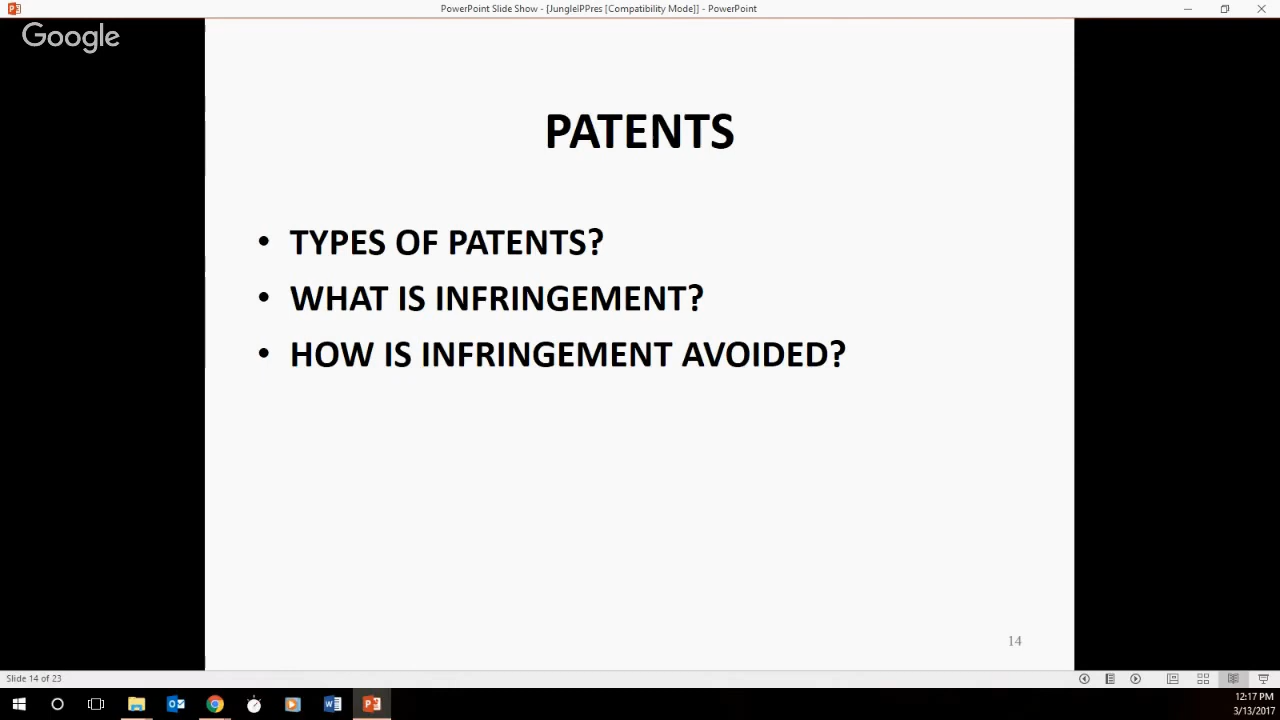 PowerPoint Slide Show - [JungleIPPres [Compatibility Mode]] - PowerPoint
Google
PATENTS
• TYPES OF PATENTS?
• WHAT IS INFRINGEMENT?
• HOW IS INFRINGEMENT AVOIDED?
14
Slide 14 of 23
12:17 PM
3/13/2017